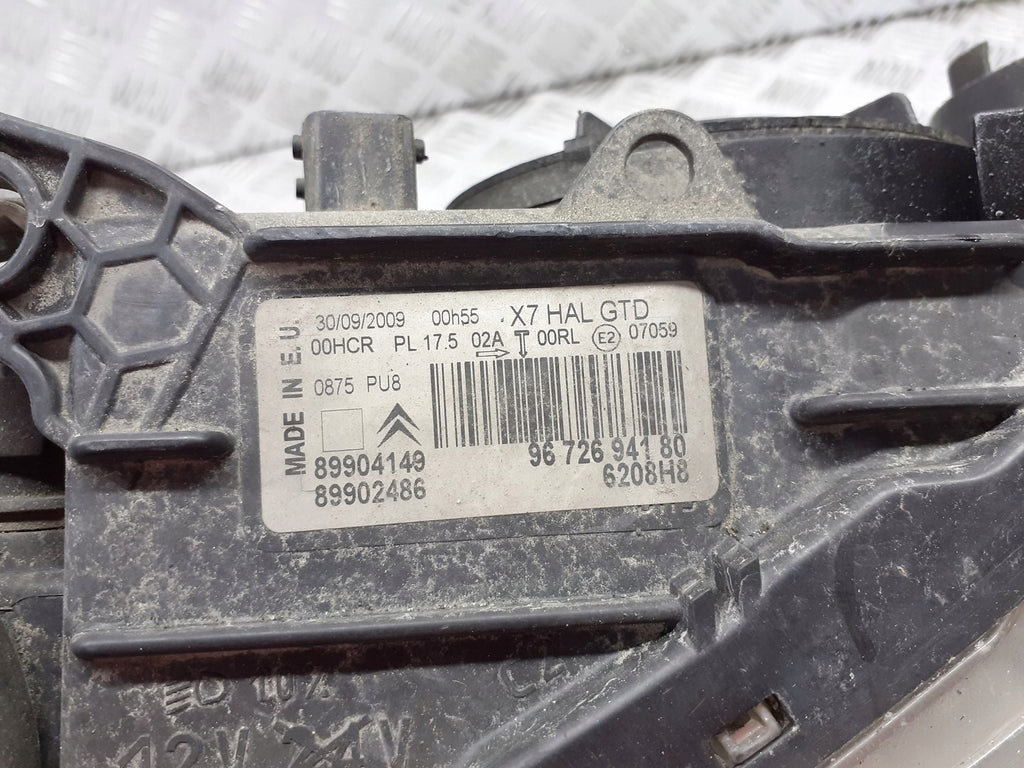 MADE IN E.U.
30/09/2009 00h55 X7 HAL GTD
00HCR PL 17.5 02A 00RL E2 07059
0875 PU8
89904149 96 726 941 80
89902486 6208H8
12V 24V